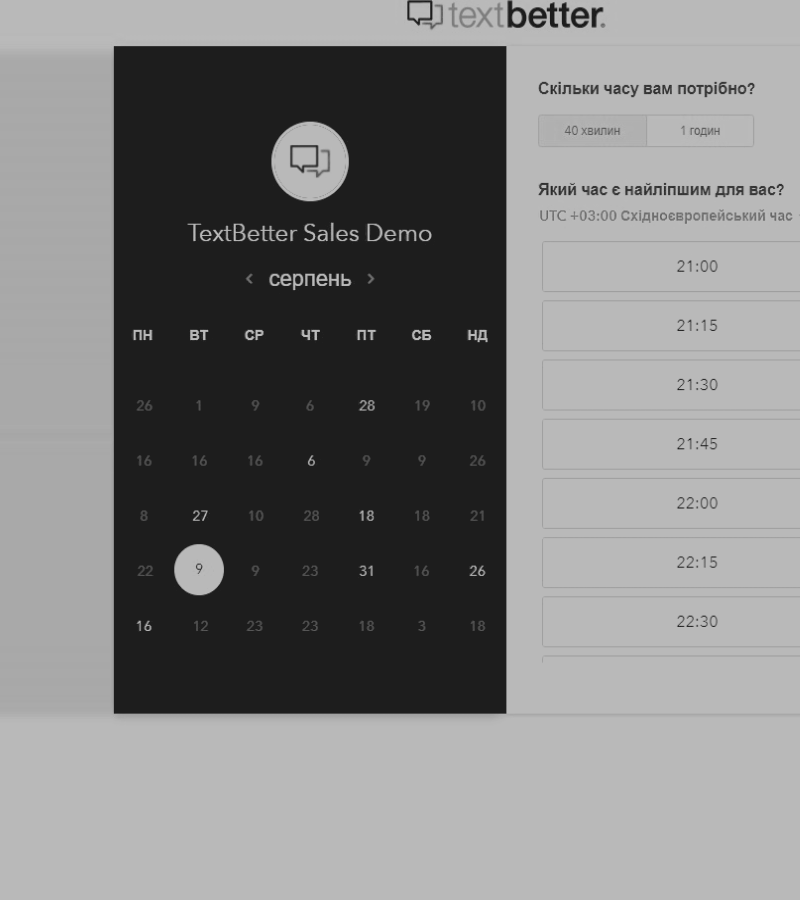 textbetter.
TextBetter Sales Demo
< серпень >
ПН ВТ СР ЧТ ПТ СБ НД
26 1 9 6 28 19 10
16 16 16 6 9 9 26
8 27 10 28 18 18 21
22 9 9 23 31 16 26
16 12 23 23 18 3 18
Скільки часу вам потрібно?
40 хвилин 1 годин
Який час є найліпшим для вас?
UTC +03:00 Східноєвропейський час
21:00
21:15
21:30
21:45
22:00
22:15
22:30